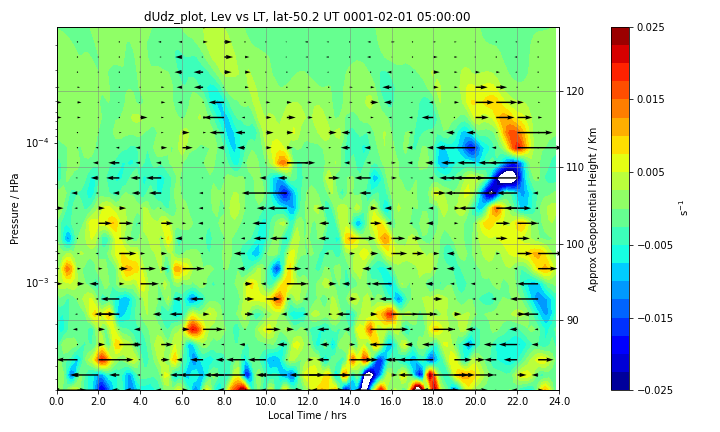 dUdz_plot, Lev vs LT, lat-50.2 UT 0001-02-01 05:00:00
Pressure / HPa
10⁻⁴
10⁻³
0.0 2.0 4.0 6.0 8.0 10.0 12.0 14.0 16.0 18.0 20.0 22.0 24.0
Local Time / hrs
120
110
100
90
Approx Geopotential Height / Km
0.025
0.015
0.005
−0.005
−0.015
−0.025
s⁻¹